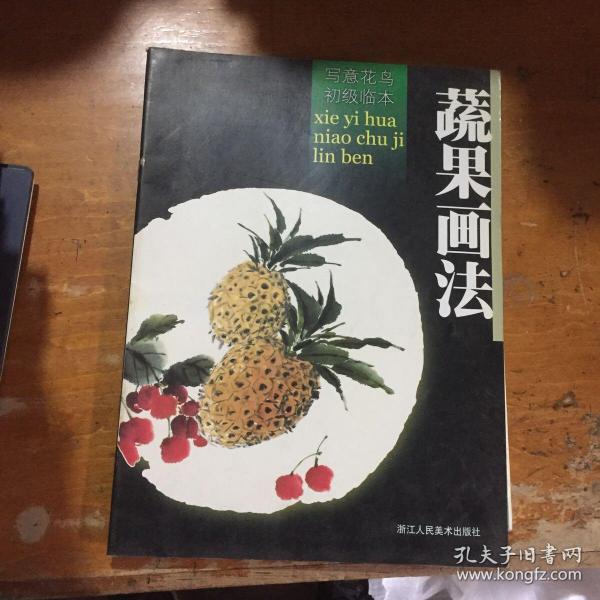 写意花鸟
初级临本
xie yi hua
niao chu ji
lin ben
蔬果画法
浙江人民美术出版社
孔夫子旧书网
www.kongfz.com